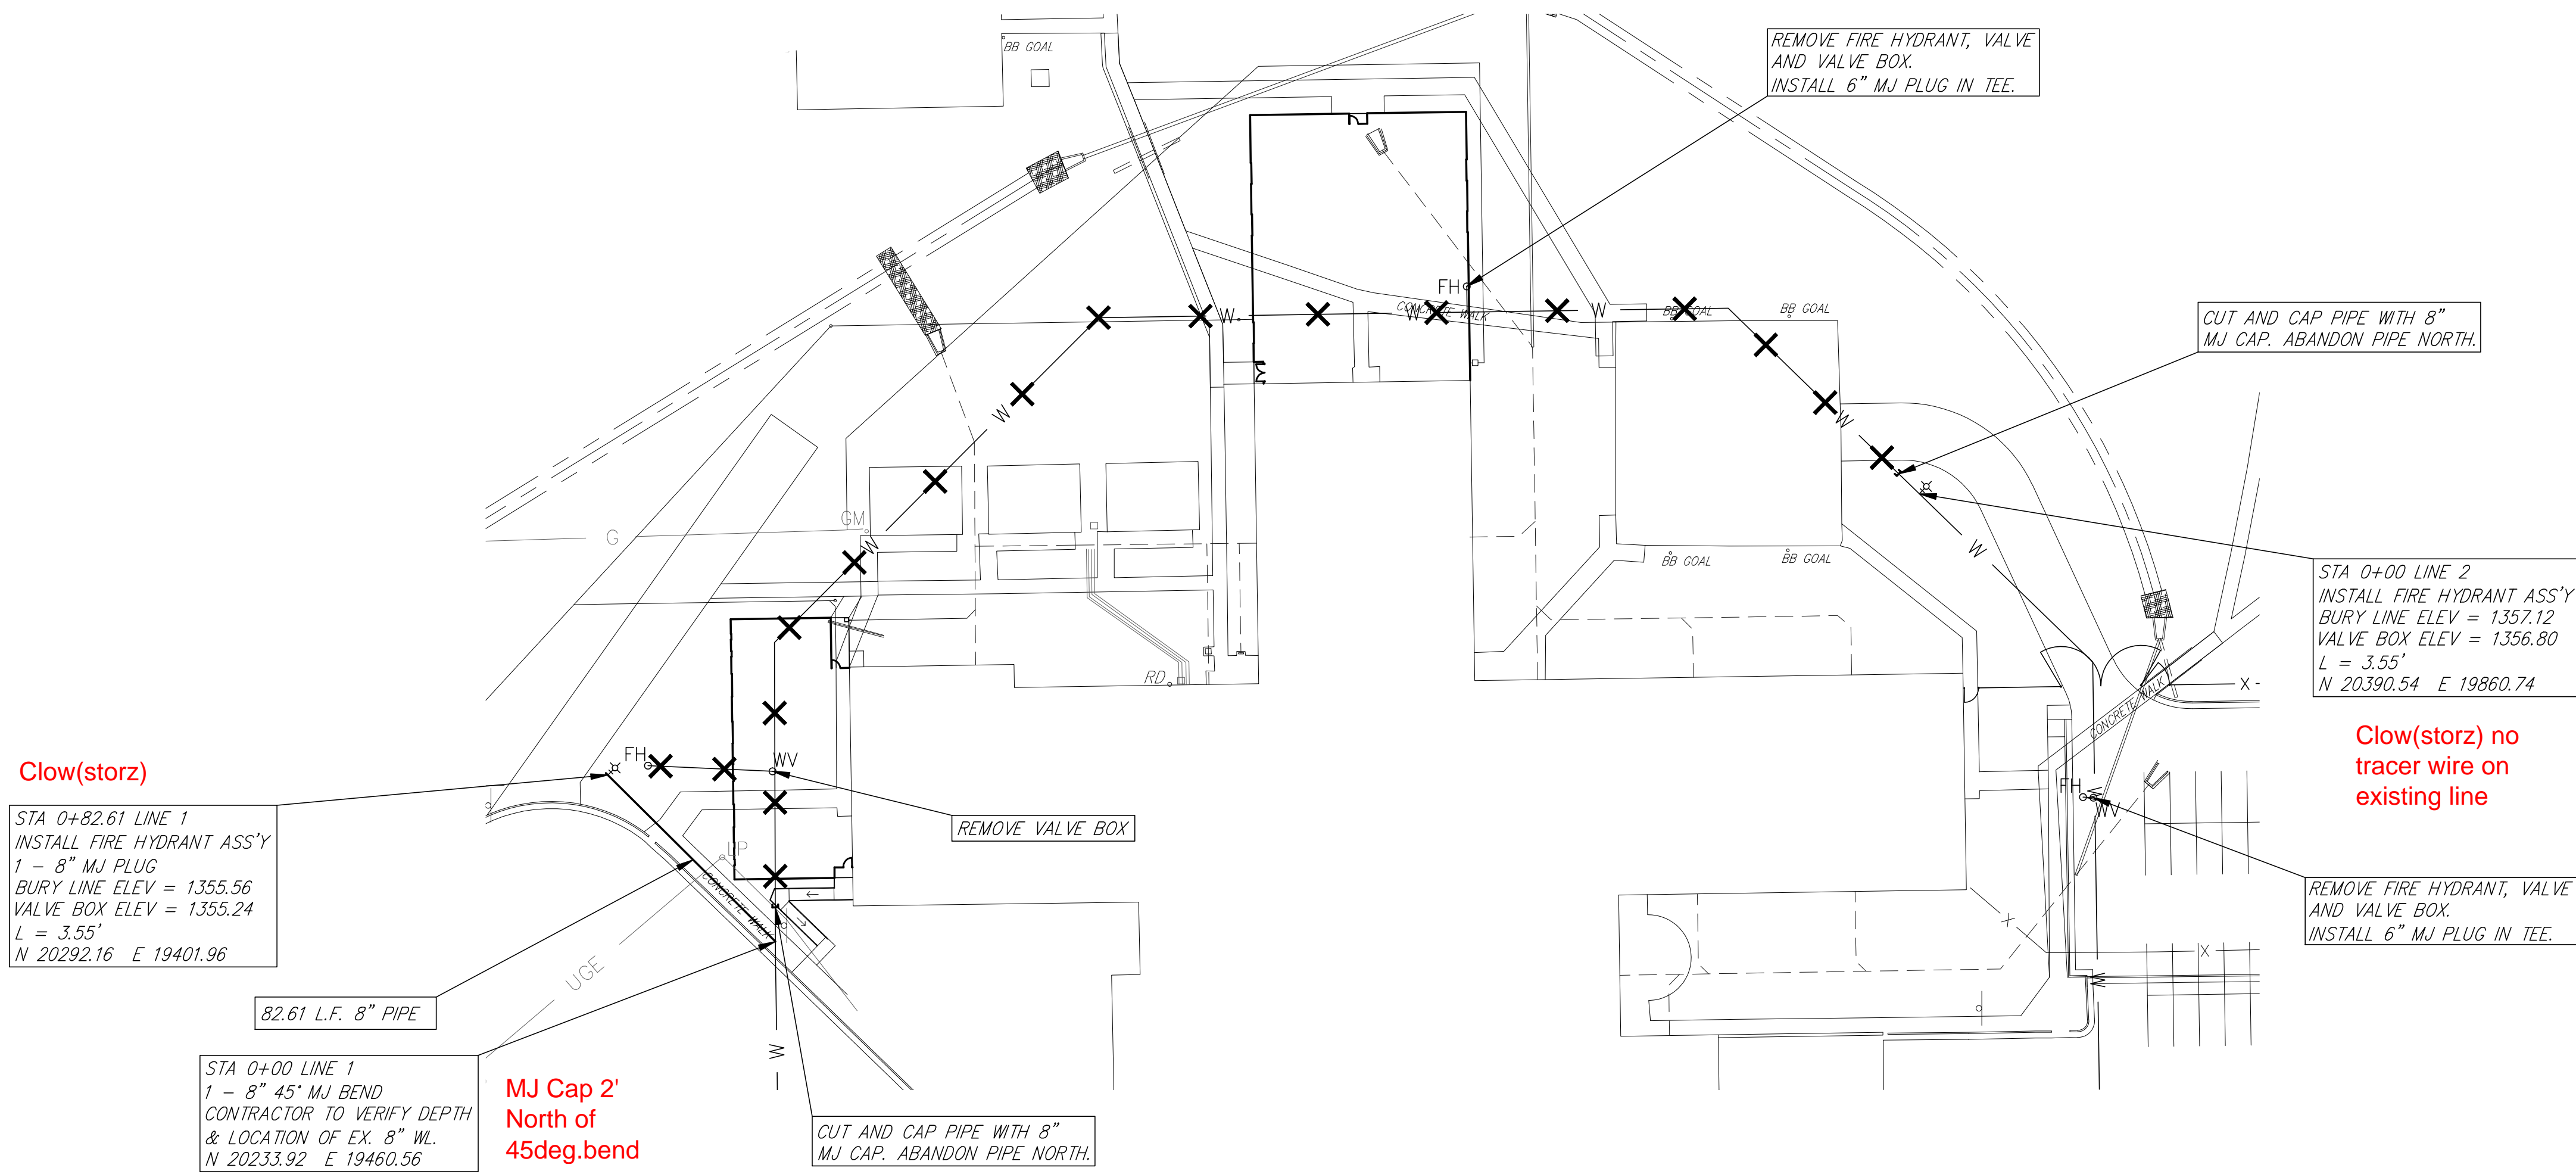 BB GOAL
REMOVE FIRE HYDRANT, VALVE
AND VALVE BOX.
INSTALL 6" MJ PLUG IN TEE.
FH
W
W
CONCRETE WALK
W
BB GOAL
BB GOAL
CUT AND CAP PIPE WITH 8"
MJ CAP. ABANDON PIPE NORTH.
W
W
GM
G
W
W
BB GOAL
BB GOAL
STA 0+00 LINE 2
INSTALL FIRE HYDRANT ASS'Y
BURY LINE ELEV = 1357.12
VALVE BOX ELEV = 1356.80
L = 3.55'
N 20390.54 E 19860.74
RD
X
CONCRETE WALK
Clow(storz) no
tracer wire on
existing line
FH
WV
Clow(storz)
FH
W
WV
STA 0+82.61 LINE 1
INSTALL FIRE HYDRANT ASS'Y
1 - 8" MJ PLUG
BURY LINE ELEV = 1355.56
VALVE BOX ELEV = 1355.24
L = 3.55'
N 20292.16 E 19401.96
REMOVE VALVE BOX
LP
CONCRETE WALK
REMOVE FIRE HYDRANT, VALVE
AND VALVE BOX.
INSTALL 6" MJ PLUG IN TEE.
X
X
W
UGE
82.61 L.F. 8" PIPE
W
STA 0+00 LINE 1
1 - 8" 45° MJ BEND
CONTRACTOR TO VERIFY DEPTH
& LOCATION OF EX. 8" WL.
N 20233.92 E 19460.56
MJ Cap 2'
North of
45deg.bend
CUT AND CAP PIPE WITH 8"
MJ CAP. ABANDON PIPE NORTH.